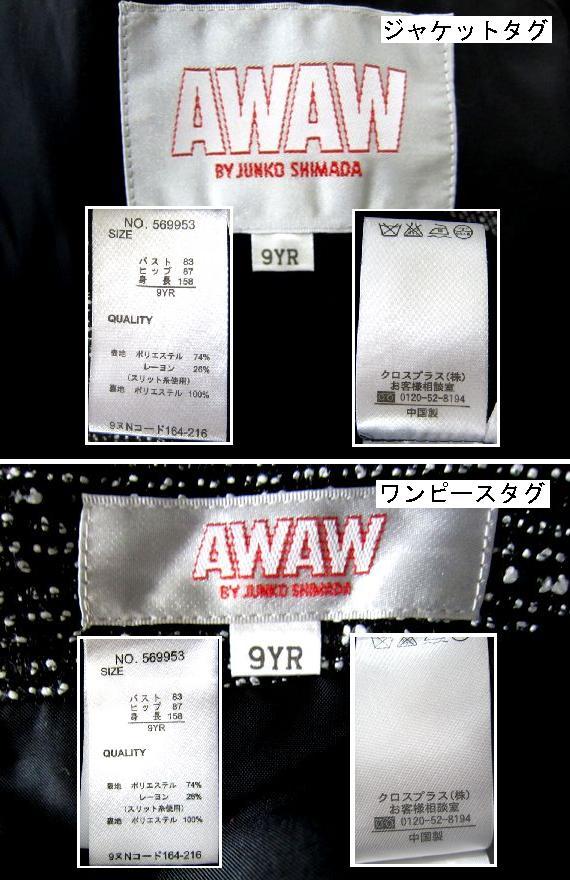 ジャケットタグ
AWAW
BY JUNKO SHIMADA
9YR
NO. 569953
SIZE
バスト 83
ヒップ 87
身長 158
9YR
QUALITY
表地 ポリエステル 74%
レーヨン 26%
(スリット糸使用)
裏地 ポリエステル 100%
9ヌNコード164-216
クロスプラス(株)
お客様相談室
0120-52-8194
中国製
ワンピースタグ
AWAW
BY JUNKO SHIMADA
9YR
NO. 569953
SIZE
バスト 83
ヒップ 87
身長 158
9YR
QUALITY
表地 ポリエステル 74%
レーヨン 26%
(スリット糸使用)
裏地 ポリエステル 100%
9ヌNコード164-216
クロスプラス(株)
お客様相談室
0120-52-8194
中国製